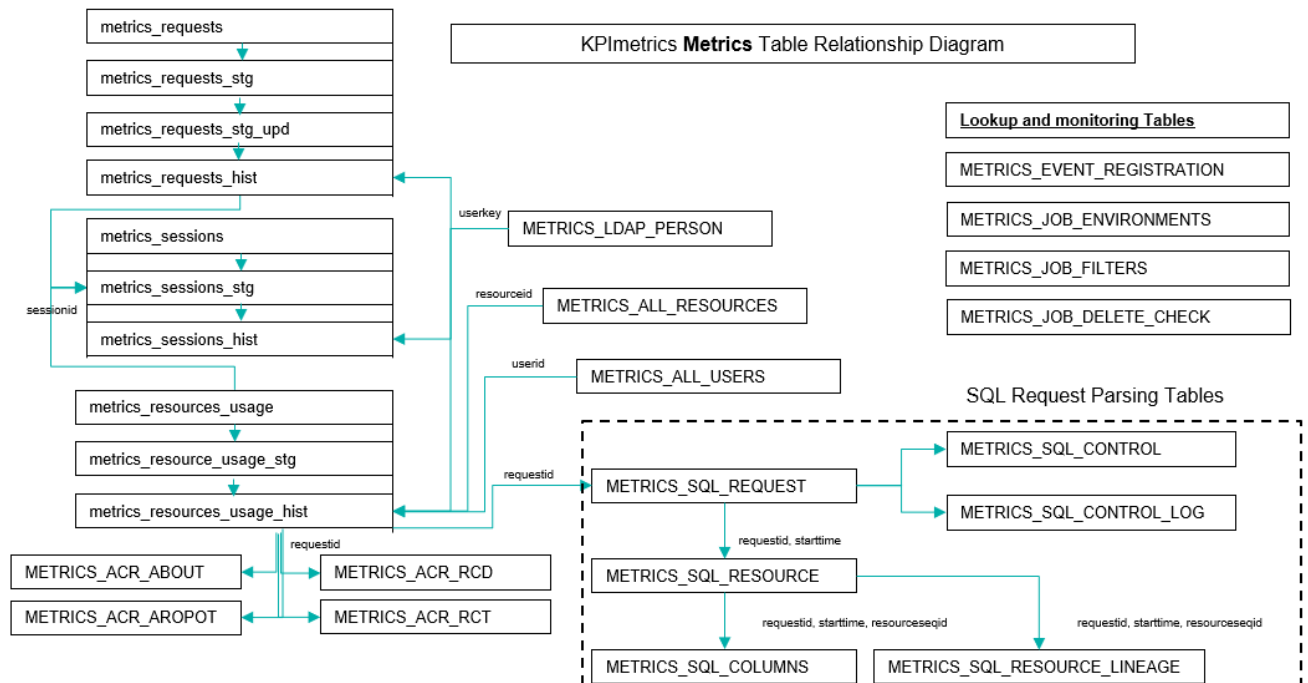 metrics_requests
KPImetrics Metrics Table Relationship Diagram
metrics_requests_stg
metrics_requests_stg_upd
metrics_requests_hist
Lookup and monitoring Tables
METRICS_EVENT_REGISTRATION
METRICS_JOB_ENVIRONMENTS
METRICS_JOB_FILTERS
METRICS_JOB_DELETE_CHECK
userkey
METRICS_LDAP_PERSON
metrics_sessions
metrics_sessions_stg
metrics_sessions_hist
sessionid
resourceid
METRICS_ALL_RESOURCES
userid
METRICS_ALL_USERS
metrics_resources_usage
metrics_resource_usage_stg
metrics_resources_usage_hist
requestid
METRICS_ACR_ABOUT
METRICS_ACR_RCD
METRICS_ACR_AROPOT
METRICS_ACR_RCT
SQL Request Parsing Tables
requestid
METRICS_SQL_REQUEST
METRICS_SQL_CONTROL
METRICS_SQL_CONTROL_LOG
requestid, starttime
METRICS_SQL_RESOURCE
requestid, starttime, resourceseqid
requestid, starttime, resourceseqid
METRICS_SQL_COLUMNS
METRICS_SQL_RESOURCE_LINEAGE